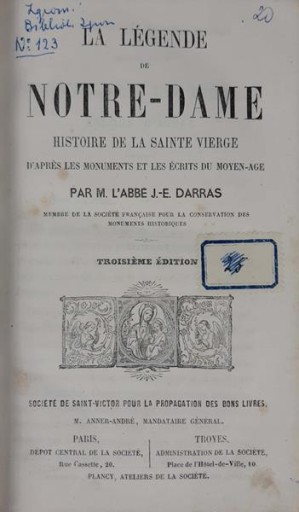 20
Nº 123
LA LÉGENDE
DE
NOTRE-DAME
HISTOIRE DE LA SAINTE VIERGE
D'APRÈS LES MONUMENTS ET LES ÉCRITS DU MOYEN-AGE
PAR M. L'ABBÉ J.-E. DARRAS
MEMBRE DE LA SOCIÉTÉ FRANÇAISE POUR LA CONSERVATION DES
MONUMENTS HISTORIQUES
TROISIÈME ÉDITION
SOCIÉTÉ DE SAINT-VICTOR POUR LA PROPAGATION DES BONS LIVRES.
M. ANNER-ANDRÉ, MANDATAIRE GÉNÉRAL.
PARIS,
DÉPOT CENTRAL DE LA SOCIÉTÉ,
Rue Cassette, 26.
TROYES,
ADMINISTRATION DE LA SOCIÉTÉ,
Place de l'Hôtel-de-Ville, 10.
PLANCY, ATELIERS DE LA SOCIÉTÉ.